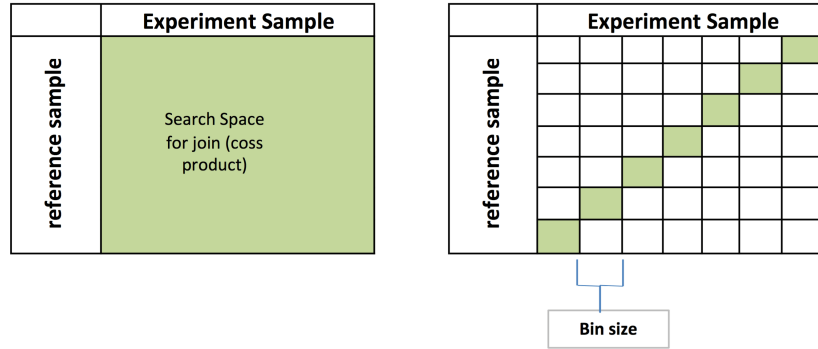 Experiment Sample
reference sample
Search Space
for join (coss
product)
Experiment Sample
reference sample
Bin size